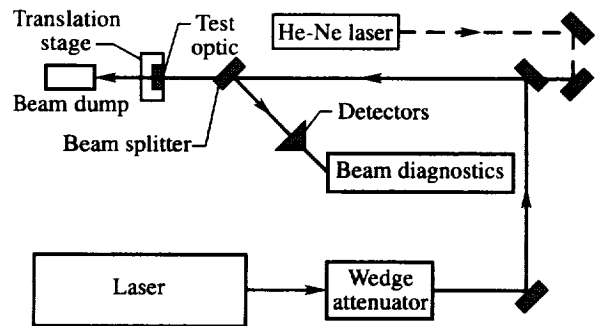 Translation
stage
Test
optic
He-Ne laser
Beam dump
Beam splitter
Detectors
Beam diagnostics
Laser
Wedge
attenuator